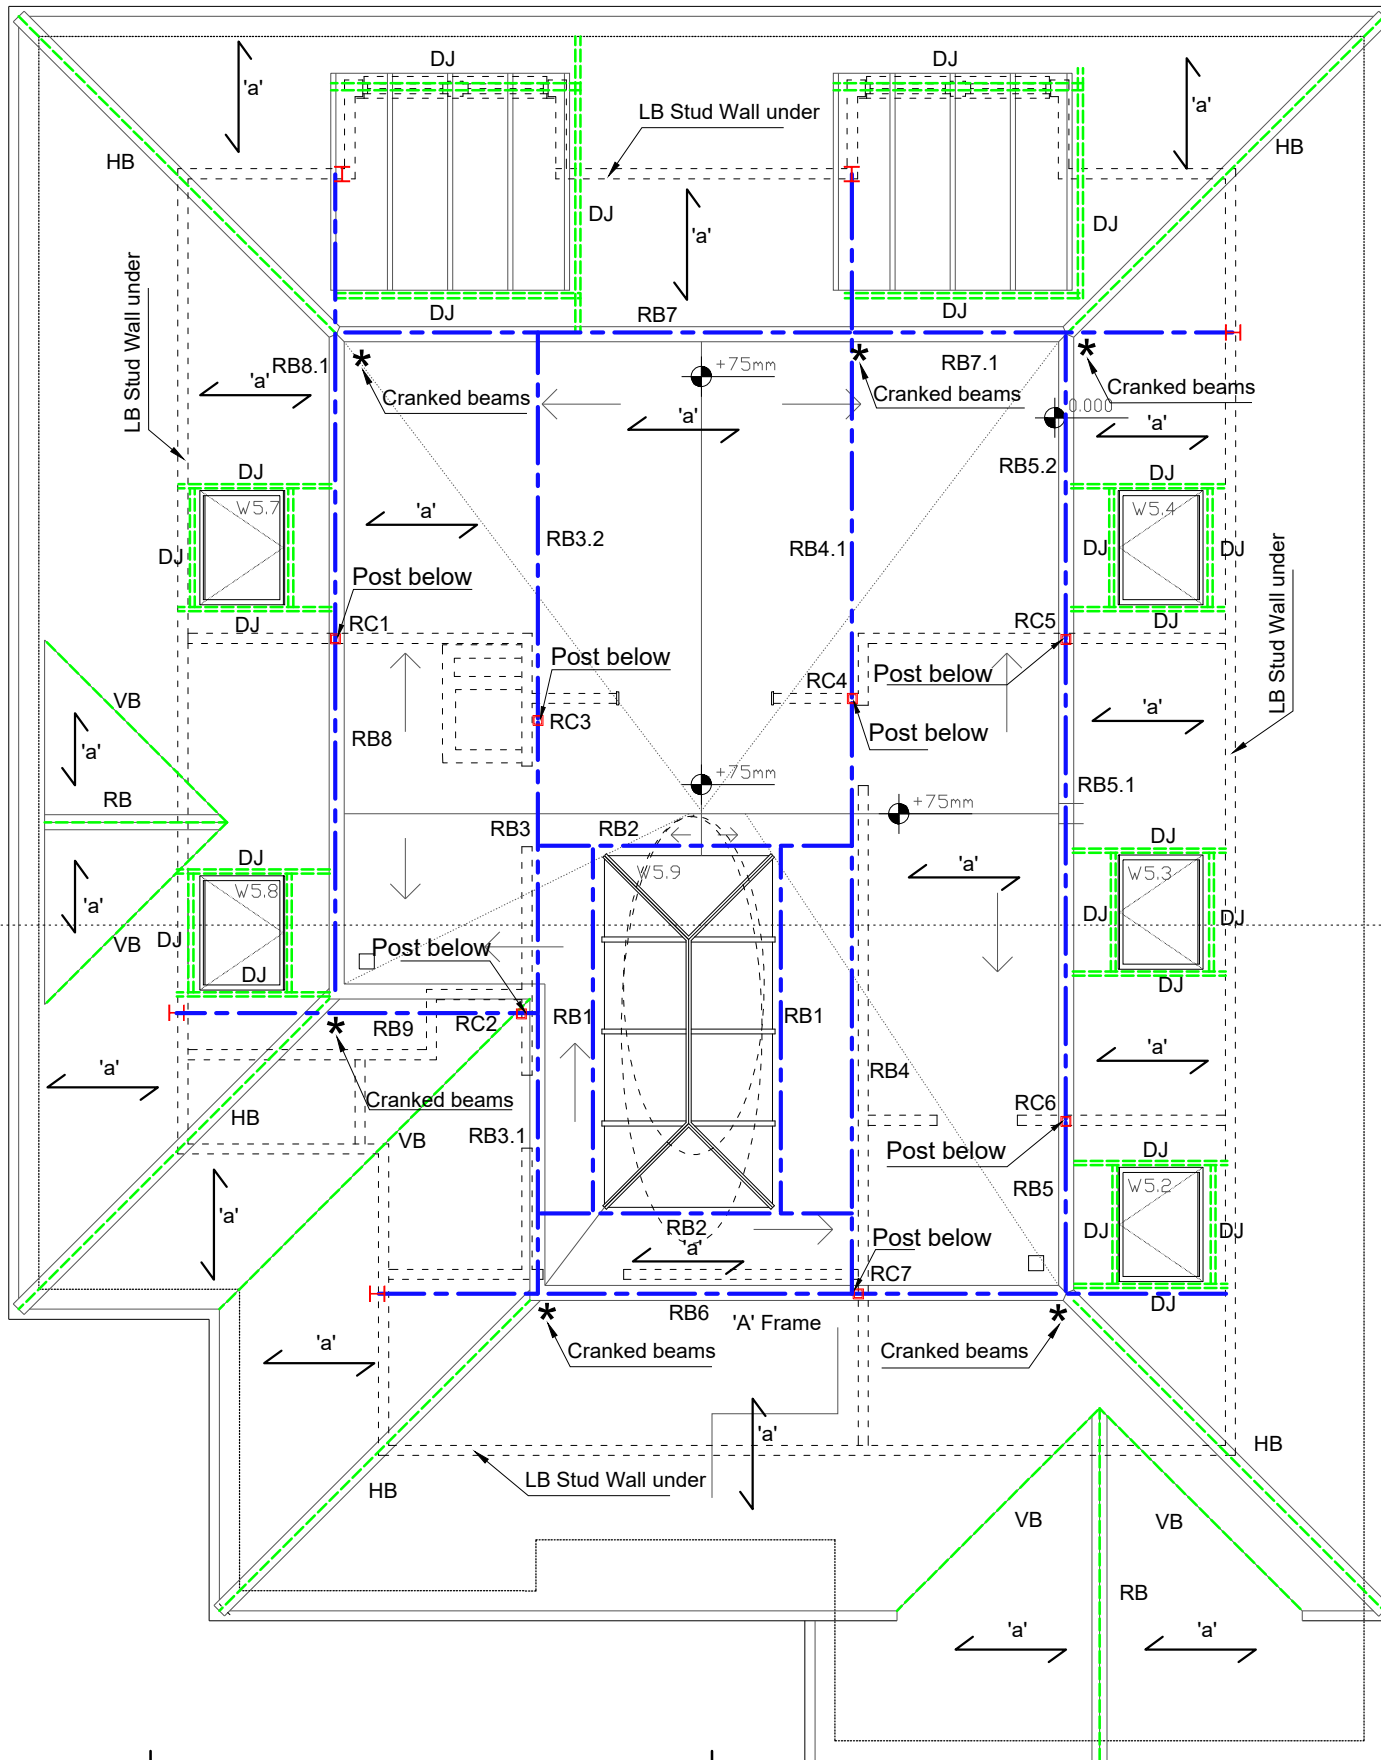 DJ
DJ
'a'
'a'
LB Stud Wall under
HB
HB
DJ
DJ
'a'
LB Stud Wall under
DJ
RB7
DJ
RB8.1
+75mm
RB7.1
'a'
Cranked beams
Cranked beams
Cranked beams
0.000
'a'
'a'
RB5.2
DJ
DJ
W5.7
W5.4
'a'
RB3.2
RB4.1
DJ
DJ
DJ
LB Stud Wall under
Post below
DJ
RC1
RC5
DJ
Post below
RC4
Post below
VB
RC3
'a'
Post below
RB8
'a'
+75mm
RB5.1
RB
+75mm
RB3
RB2
DJ
DJ
W5.9
W5.3
'a'
W5.8
'a'
DJ
DJ
VB
DJ
Post below
DJ
DJ
RB9
RC2
RB1
RB1
'a'
'a'
RB4
Cranked beams
RC6
HB
VB
RB3.1
Post below
DJ
RB5
W5.2
'a'
RB2
DJ
DJ
Post below
'a'
RC7
DJ
RB6
'A' Frame
'a'
Cranked beams
Cranked beams
'a'
HB
LB Stud Wall under
HB
VB
VB
RB
'a'
'a'